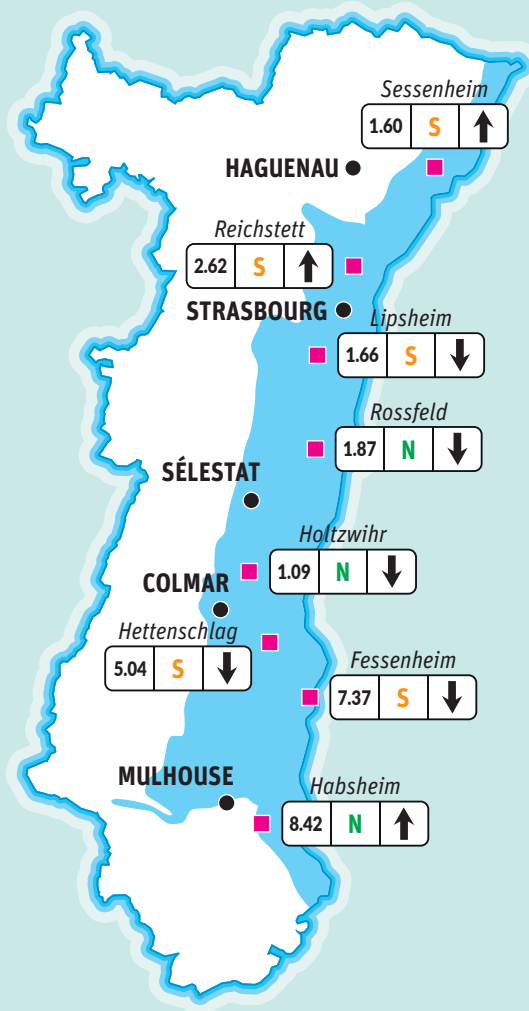 Sessenheim
1.60 S ↑
HAGUENAU
Reichstett
2.62 S ↑
STRASBOURG
Lipsheim
1.66 S ↓
Rossfeld
1.87 N ↓
SÉLESTAT
Holtzwihr
1.09 N ↓
COLMAR
Hettenschlag
5.04 S ↓
Fessenheim
7.37 S ↓
MULHOUSE
Habsheim
8.42 N ↑